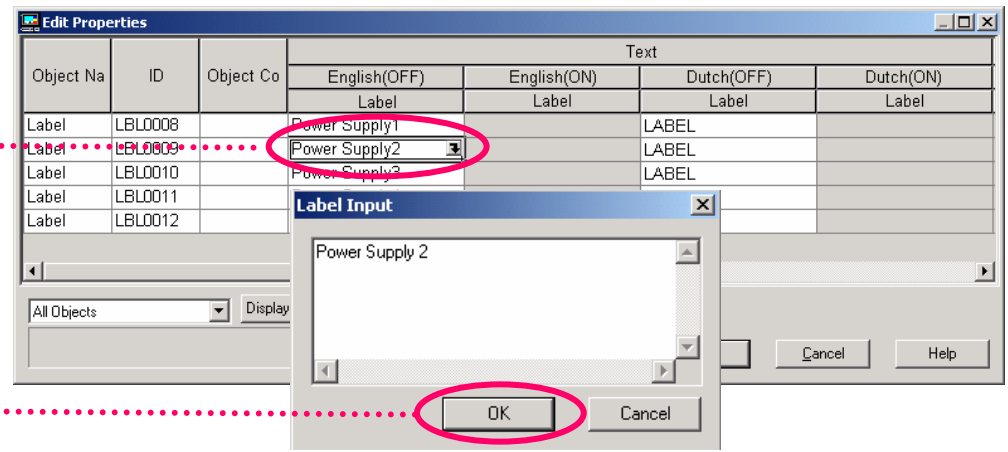 Edit Properties
Text
Object Na ID Object Co English(OFF) English(ON) Dutch(OFF) Dutch(ON)
Label Label Label Label
Label LBL0008 Power Supply1 LABEL
Label LBL0009 Power Supply2 LABEL
Label LBL0010 Power Supply3 LABEL
Label LBL0011
Label LBL0012
Label Input
Power Supply 2
All Objects Display
Cancel Help
OK Cancel